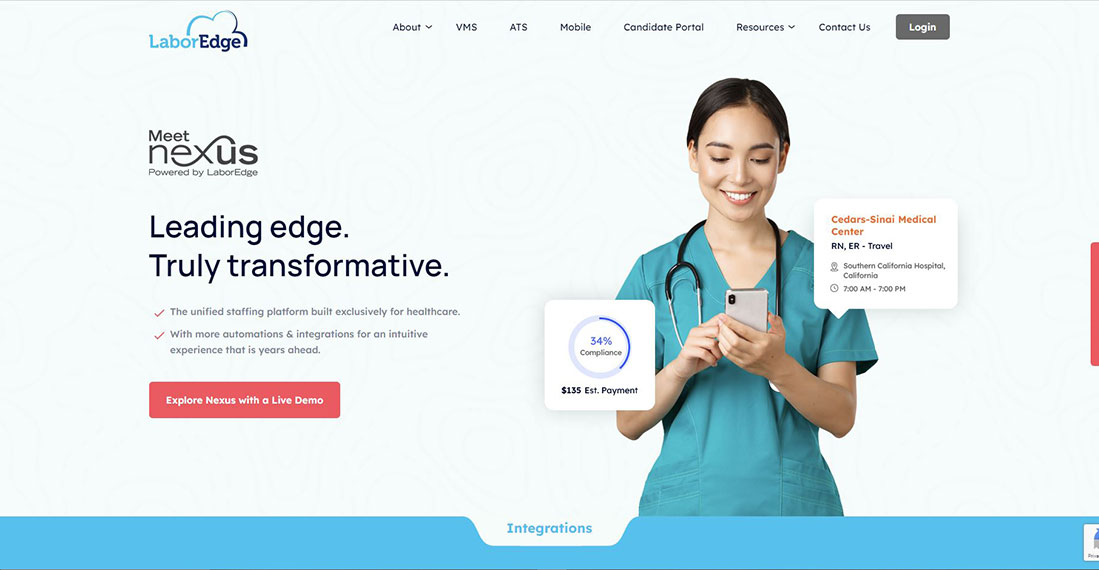 LaborEdge
About
VMS
ATS
Mobile
Candidate Portal
Resources
Contact Us
Login
Meet
nexus
Powered by LaborEdge
Leading edge.
Truly transformative.
The unified staffing platform built exclusively for healthcare.
With more automations & integrations for an intuitive
experience that is years ahead.
Explore Nexus with a Live Demo
Cedars-Sinai Medical
Center
RN, ER - Travel
Southern California Hospital,
California
7:00 AM - 7:00 PM
34%
Compliance
$135 Est. Payment
Integrations